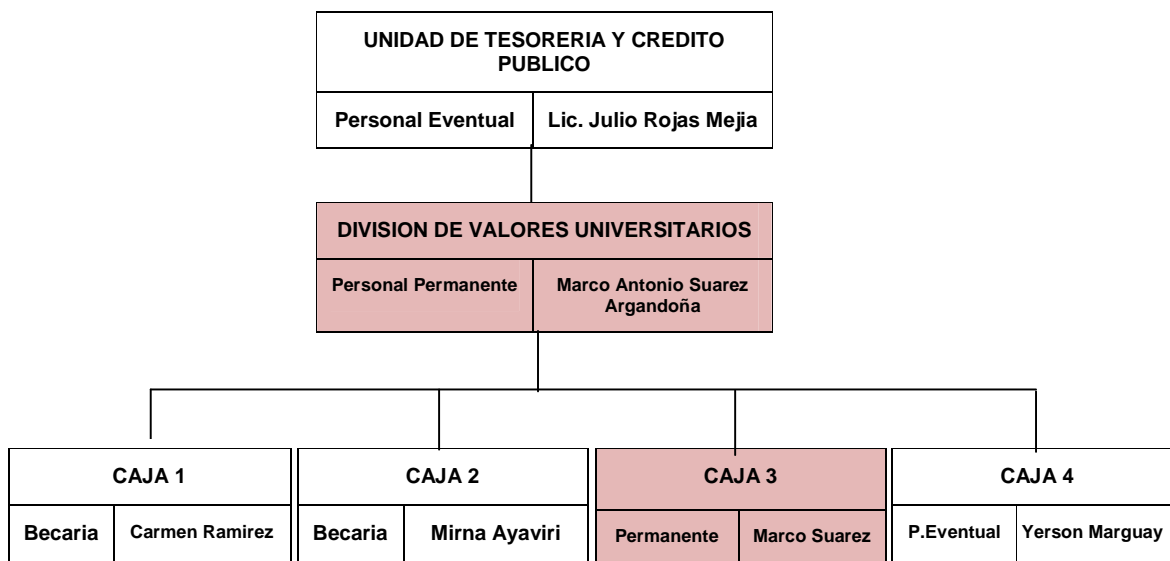 UNIDAD DE TESORERIA Y CREDITO
PUBLICO
Personal Eventual
Lic. Julio Rojas Mejia
DIVISION DE VALORES UNIVERSITARIOS
Personal Permanente
Marco Antonio Suarez
Argandoña
CAJA 1
Becaria
Carmen Ramirez
CAJA 2
Becaria
Mirna Ayaviri
CAJA 3
Permanente
Marco Suarez
CAJA 4
P.Eventual
Yerson Marguay